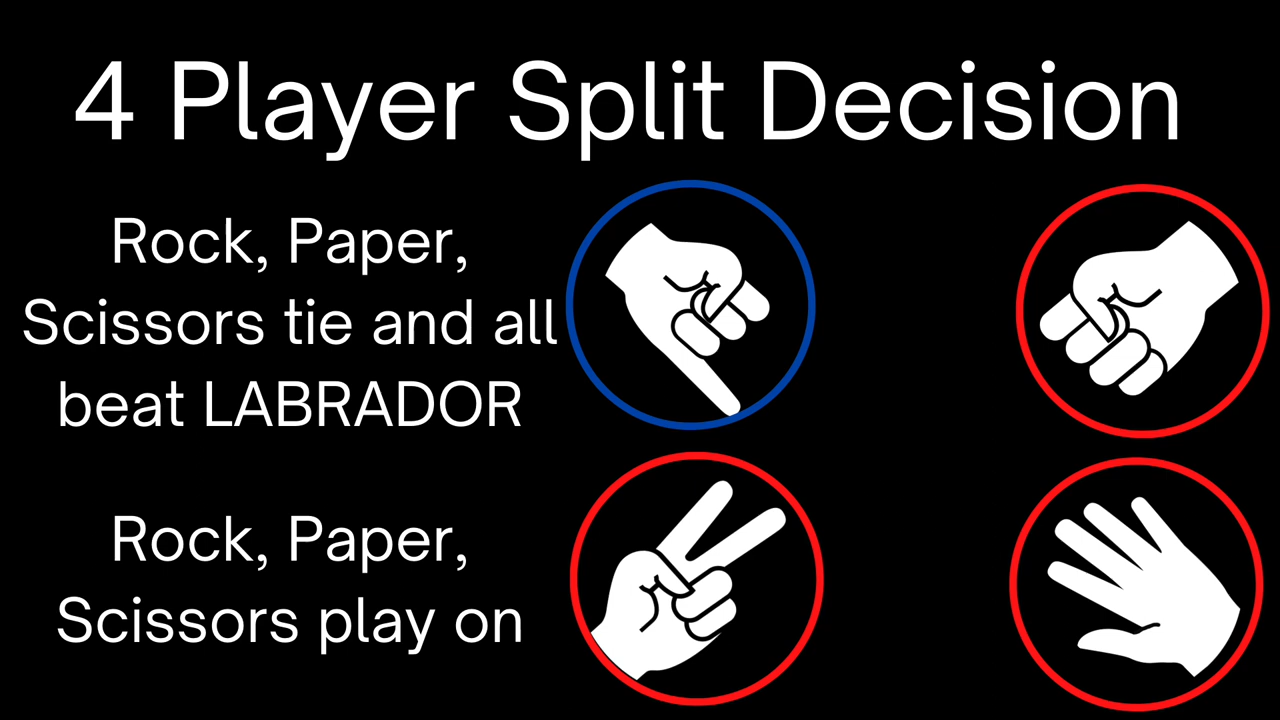 4 Player Split Decision
Rock, Paper,
Scissors tie and all
beat LABRADOR
Rock, Paper,
Scissors play on